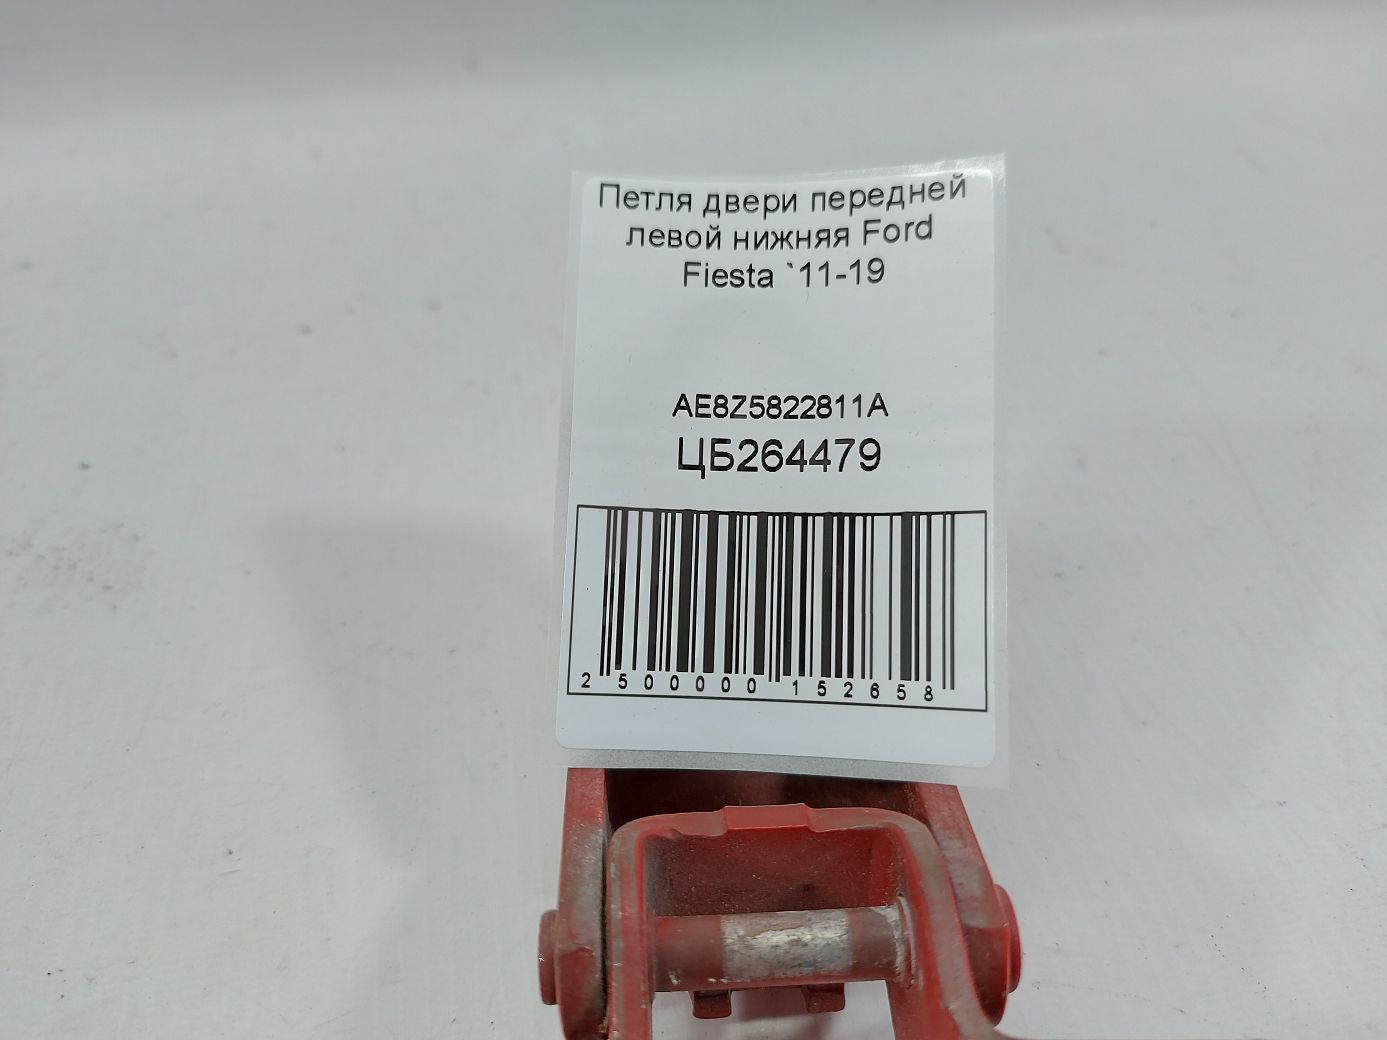 Петля двери передней
левой нижняя Ford
Fiesta `11-19
AE8Z5822811A
ЦБ264479
2 500000 152658